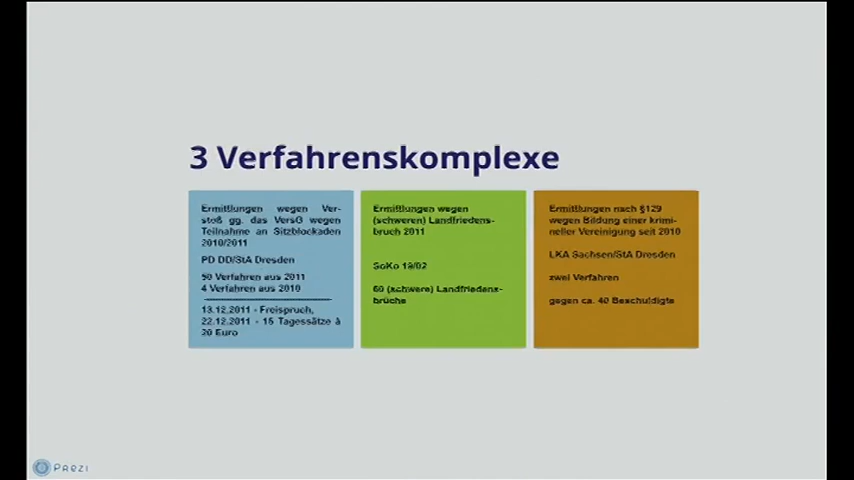 3 Verfahrenskomplexe
Ermittlungen wegen Ver-
stoß gg. das VersG wegen
Teilnahme an Sitzblockaden
2010/2011
PD DD/StA Dresden
50 Verfahren aus 2011
4 Verfahren aus 2010
13.12.2011 - Freispruch,
22.12.2011 - 15 Tagessätze à
20 Euro
Ermittlungen wegen
(schweren) Landfriedens-
bruch 2011
SoKo 19/02
60 (schwere) Landfriedens-
brüche
Ermittlungen nach §129
wegen Bildung einer krimi-
neller Vereinigung seit 2010
LKA Sachsen/StA Dresden
zwei Verfahren
gegen ca. 40 Beschuldigte
Prezi